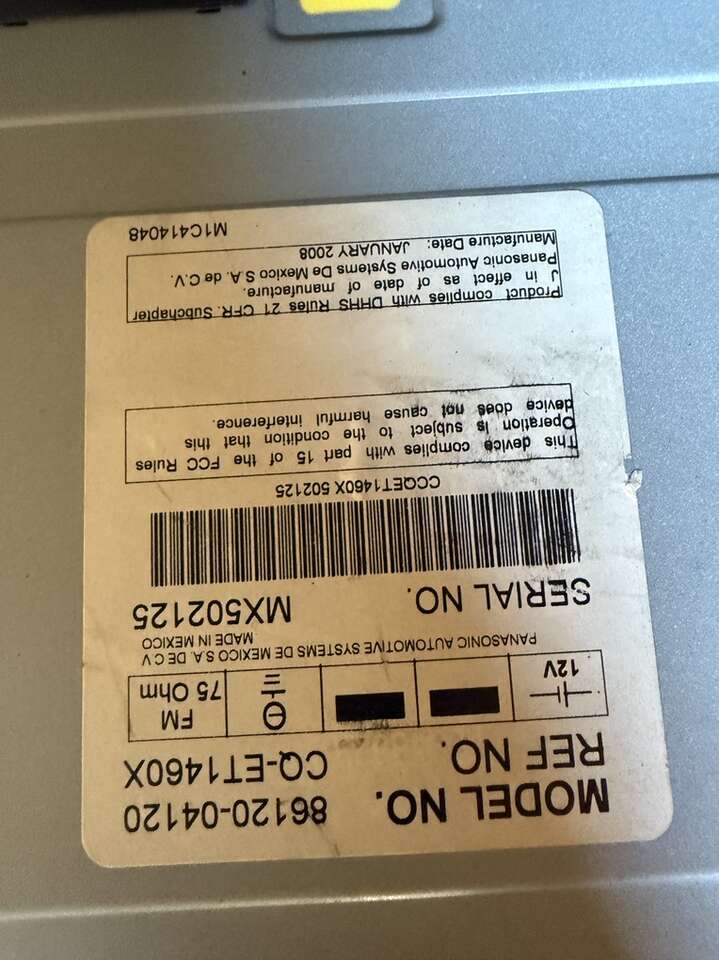 MODEL NO. 86120-04120
REF NO. CQ-ET1460X
12V
FM
75 Ohm
PANASONIC AUTOMOTIVE SYSTEMS DE MEXICO S.A. DE C.V
MADE IN MEXICO
SERIAL NO. MX502125
CCQET1460X 502125
This device complies with part 15 of the FCC Rules
Operation is subject to the condition that this
device does not cause harmful interference.
Product complies with DHHS Rules 21 CFR. Subchapter
J in effect as of date of manufacture.
Panasonic Automotive Systems De Mexico S.A. de C.V.
Manufacture Date: JANUARY 2008
M1C414048